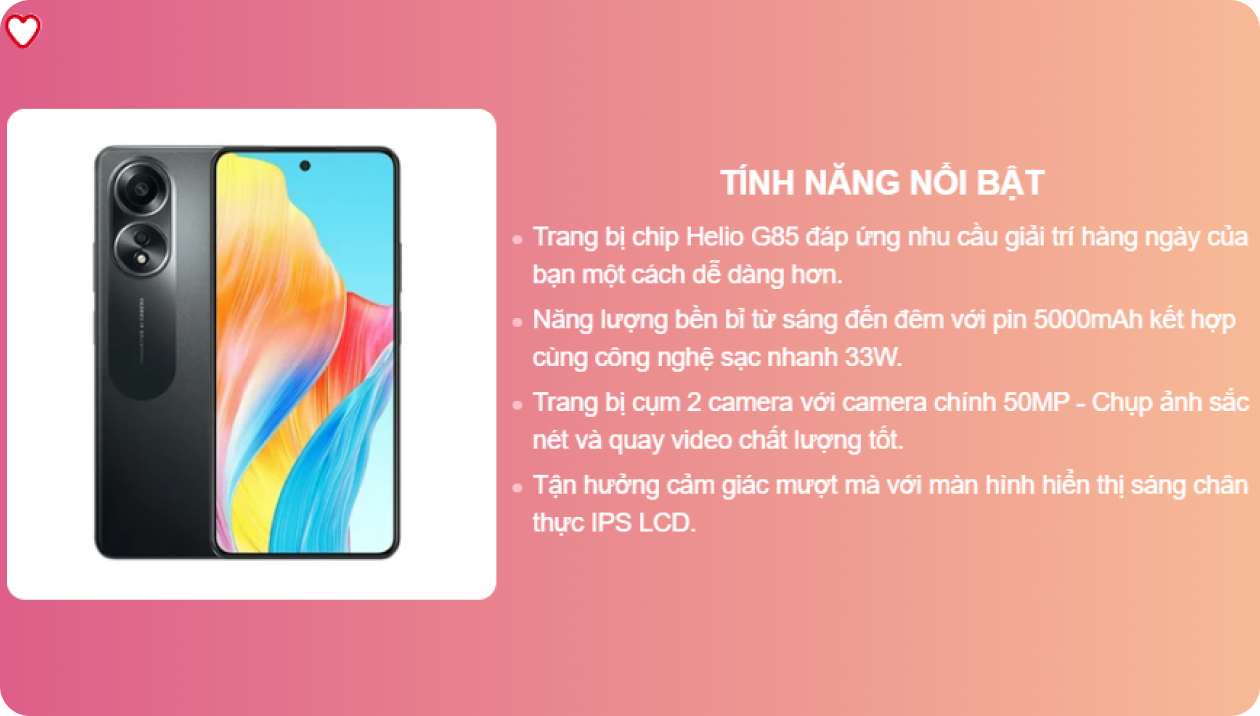 TÍNH NĂNG NỔI BẬT
Trang bị chip Helio G85 đáp ứng nhu cầu giải trí hàng ngày của
bạn một cách dễ dàng hơn.
Năng lượng bền bỉ từ sáng đến đêm với pin 5000mAh kết hợp
cùng công nghệ sạc nhanh 33W.
Trang bị cụm 2 camera với camera chính 50MP - Chụp ảnh sắc
nét và quay video chất lượng tốt.
Tận hưởng cảm giác mượt mà với màn hình hiển thị sáng chân
thực IPS LCD.